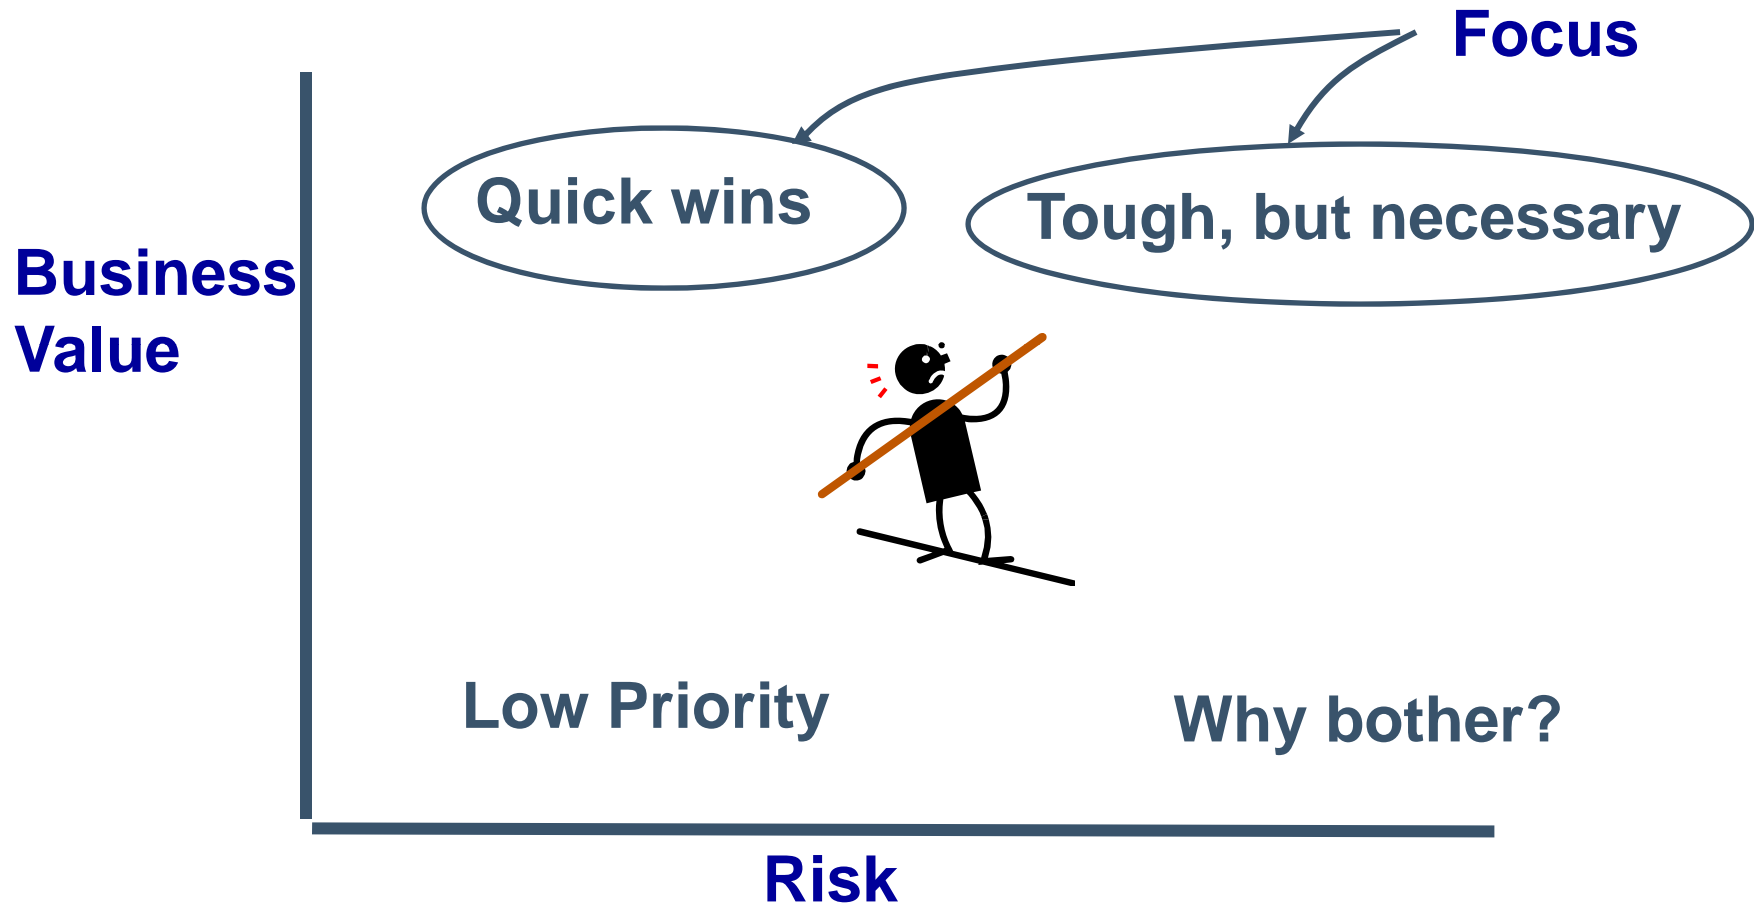 Focus
Quick wins
Tough, but necessary
Business
Value
Low Priority
Why bother?
Risk